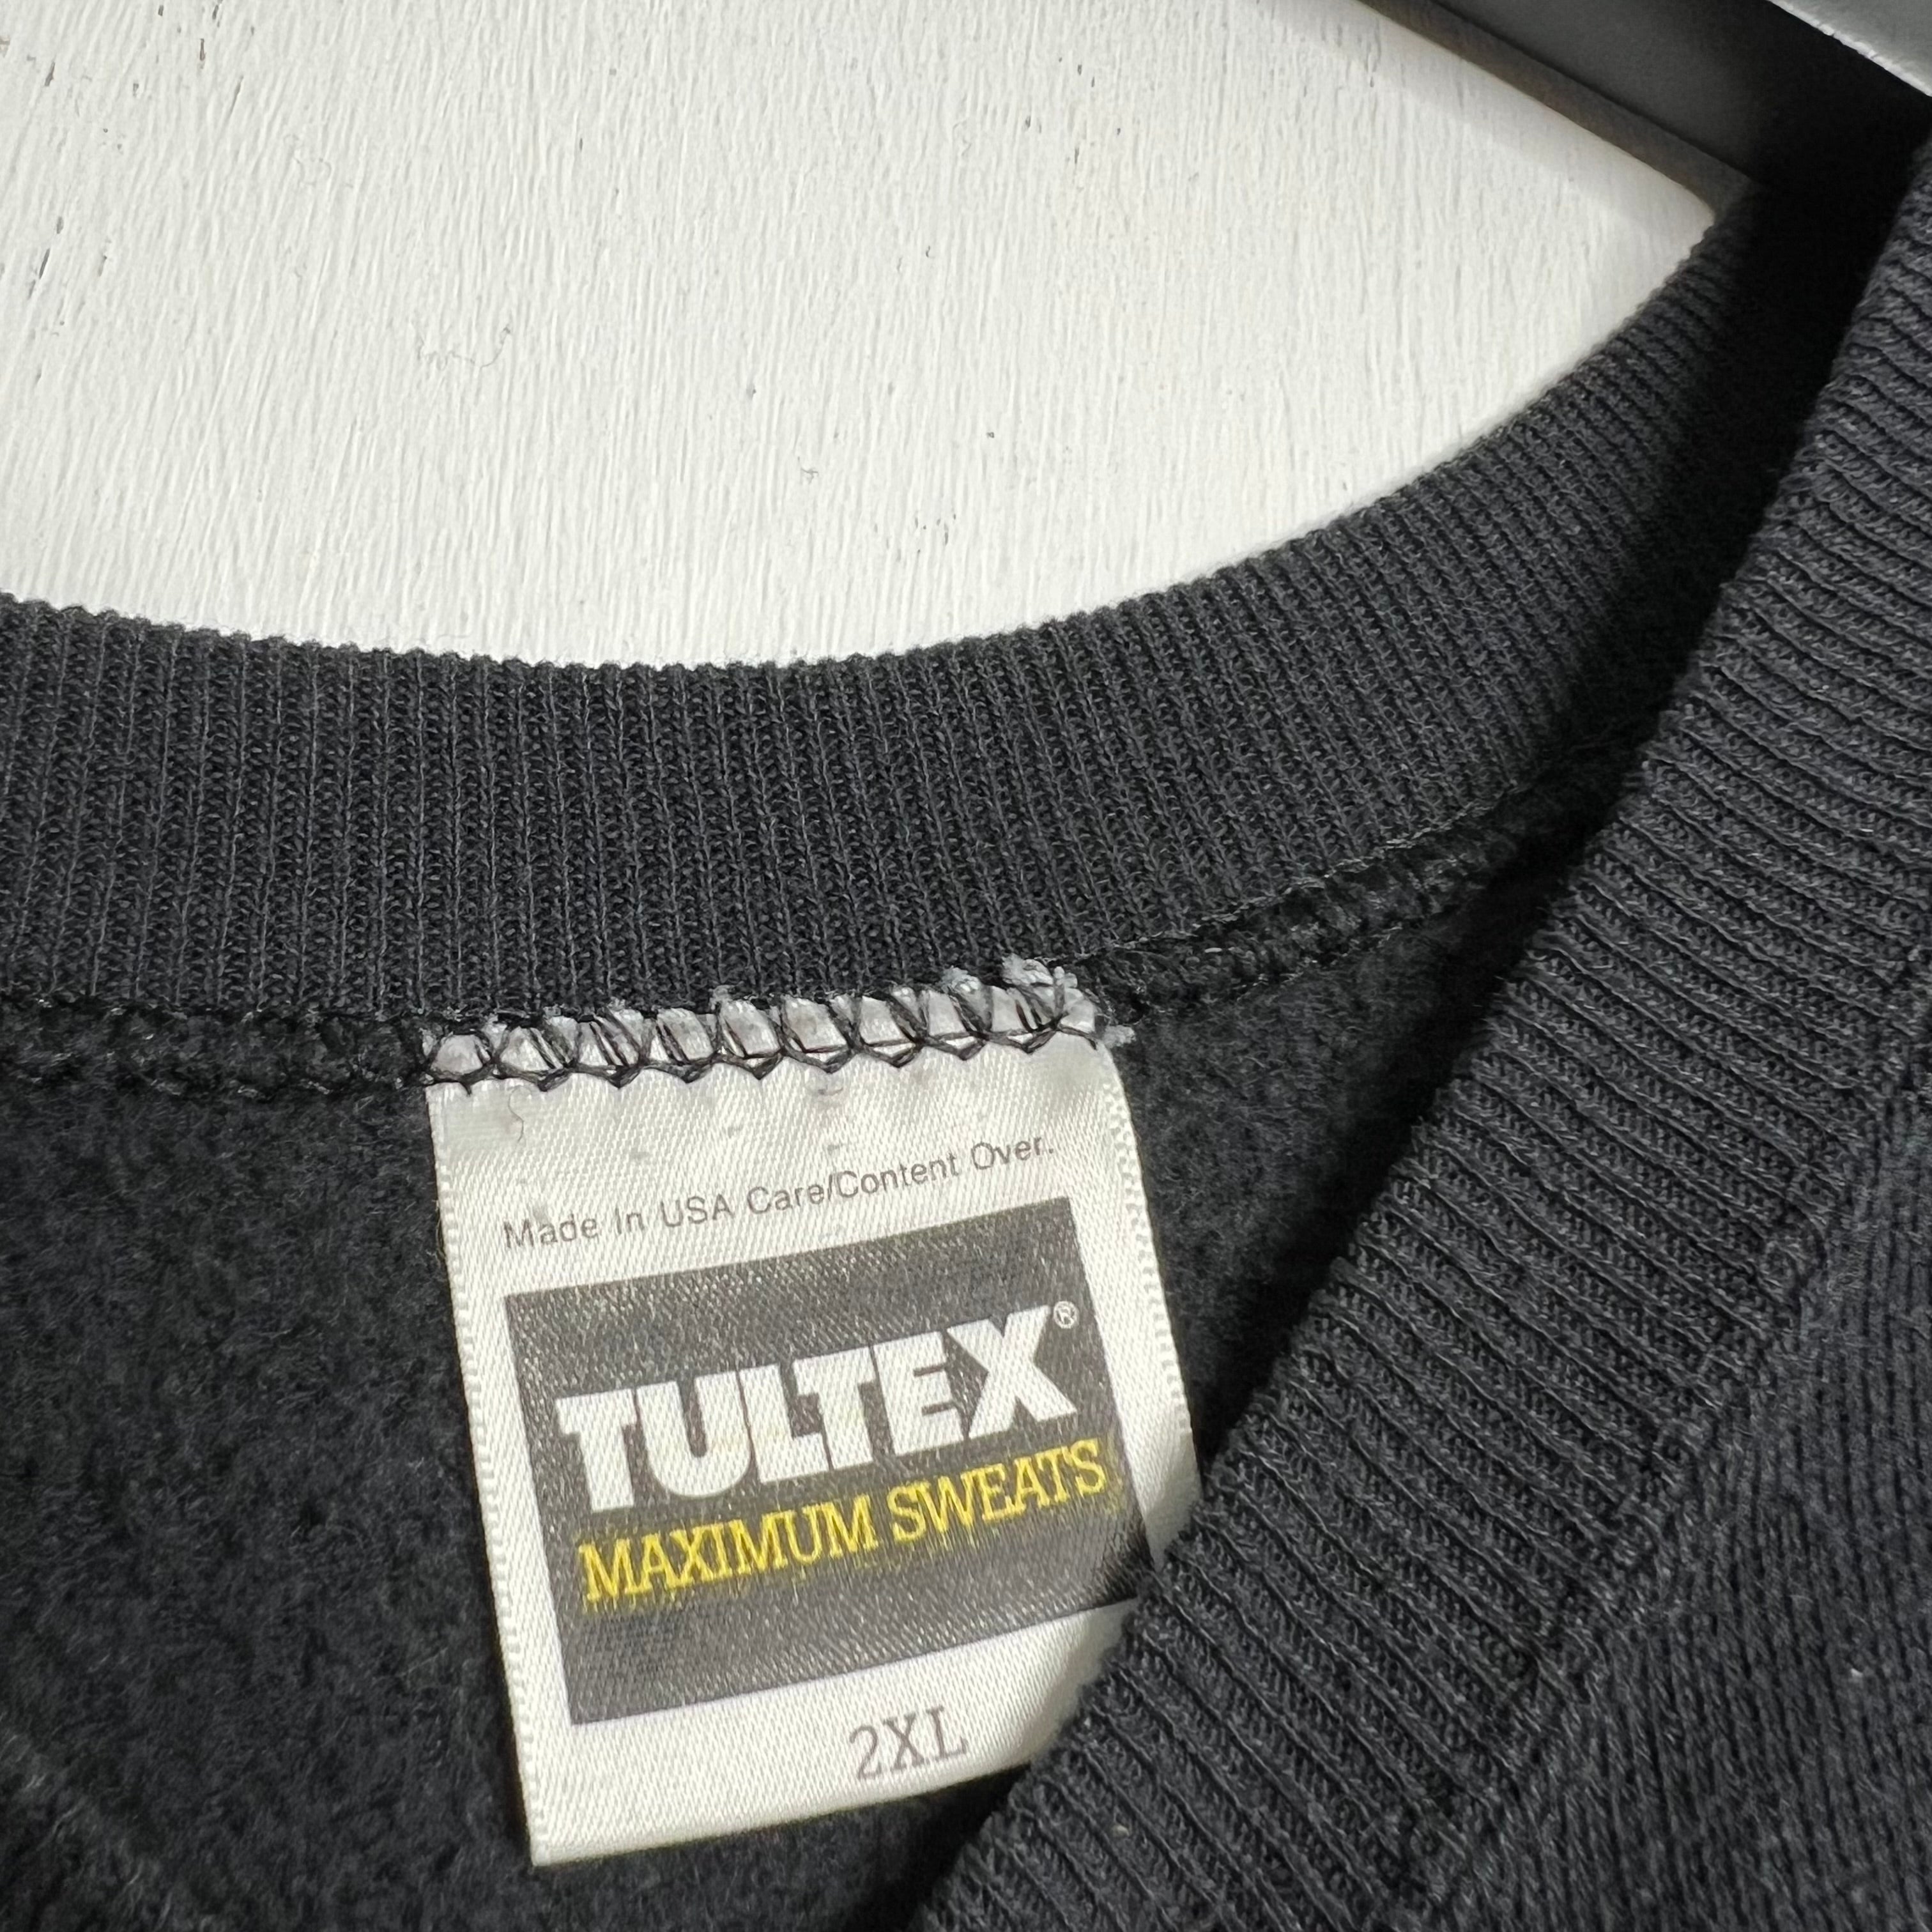 Made In USA Care/Content Over.
TULTEX®
MAXIMUM SWEATS
2XL